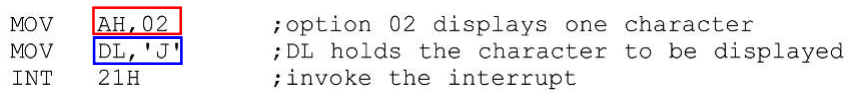 MOV AH,02 ;option 02 displays one character
MOV DL,'J' ;DL holds the character to be displayed
INT 21H ;invoke the interrupt